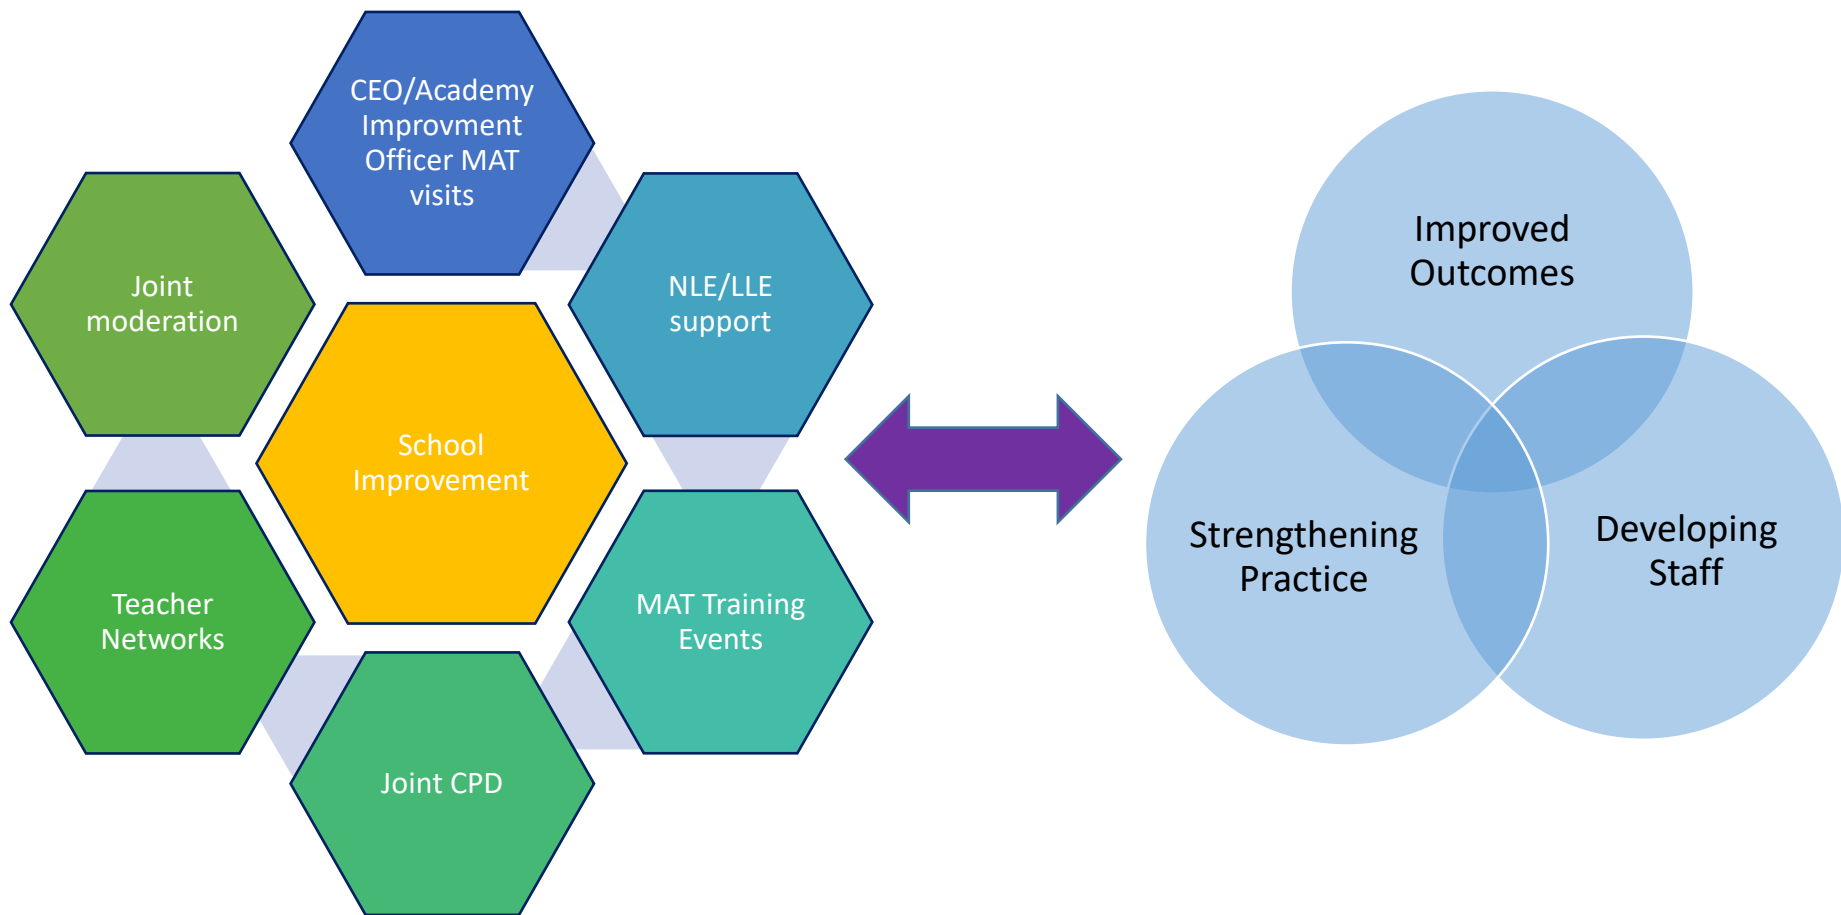 CEO/Academy
Improvment
Officer MAT
visits
NLE/LLE
support
MAT Training
Events
Joint CPD
Teacher
Networks
Joint
moderation
School
Improvement
Improved
Outcomes
Strengthening
Practice
Developing
Staff